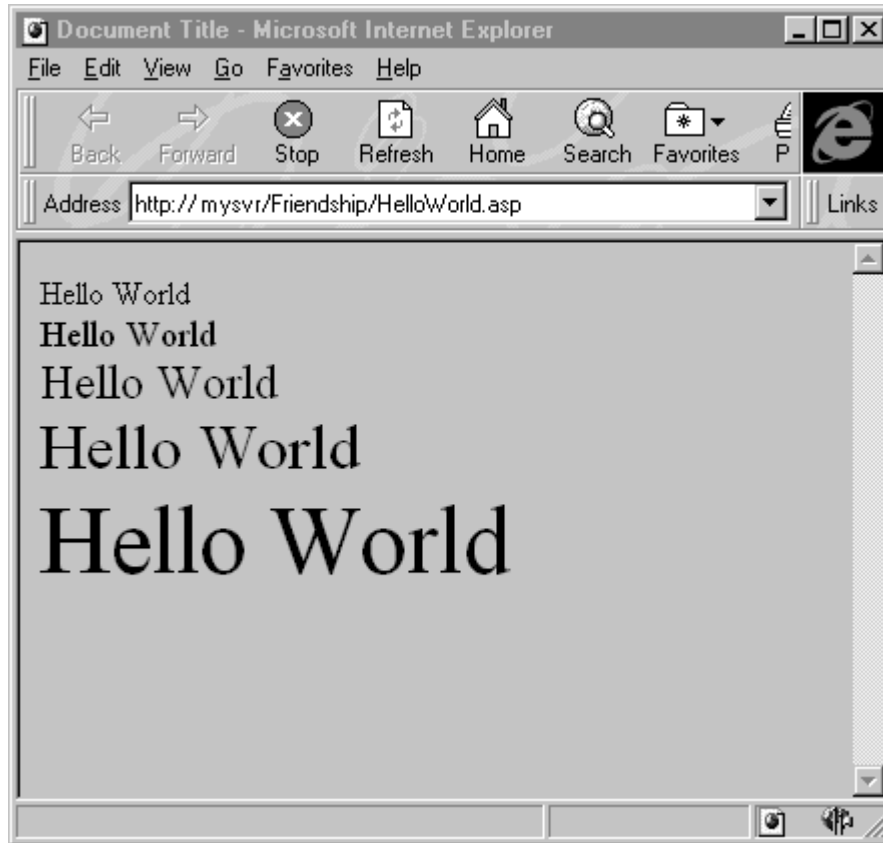 Document Title - Microsoft Internet Explorer
File Edit View Go Favorites Help
Back Forward Stop Refresh Home Search Favorites P
Address http:// mysvr/Friendship/HelloWorld.asp Links
Hello World
Hello World
Hello World
Hello World
Hello World